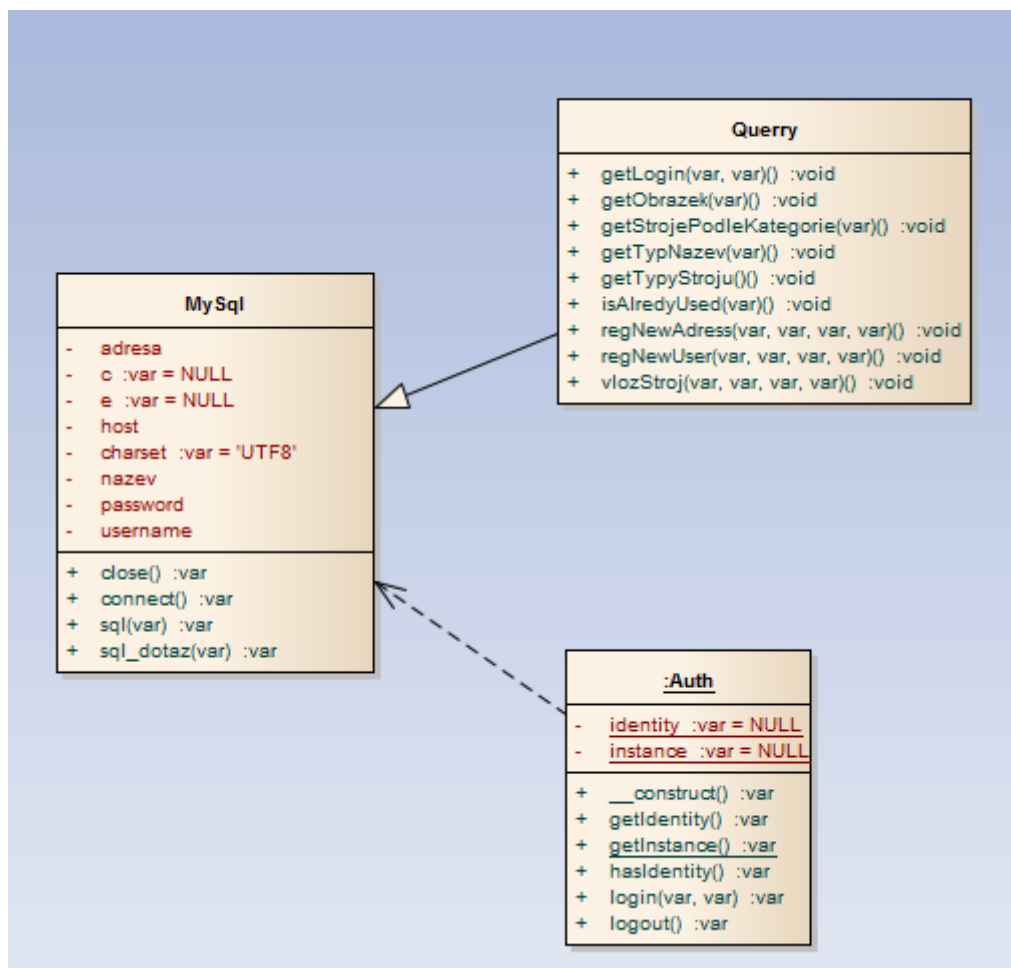 Querry
+ getLogin(var, var)() :void
+ getObrazek(var)() :void
+ getStrojePodleKategorie(var)() :void
+ getTypNazev(var)() :void
+ getTypyStroju()() :void
+ isAlredyUsed(var)() :void
+ regNewAdress(var, var, var, var)() :void
+ regNewUser(var, var, var, var)() :void
+ vlozStroj(var, var, var, var)() :void
MySql
- adresa
- c :var = NULL
- e :var = NULL
- host
- charset :var = "UTF8"
- nazev
- password
- username
+ close() :var
+ connect() :var
+ sql(var) :var
+ sql_dotaz(var) :var
:Auth
- identity :var = NULL
- instance :var = NULL
+ __construct() :var
+ getIdentity() :var
+ getInstance() :var
+ hasIdentity() :var
+ login(var, var) :var
+ logout() :var